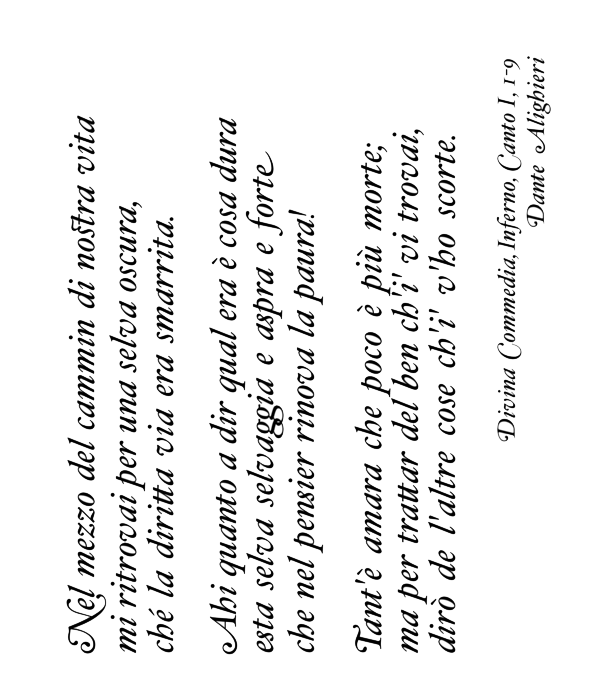 Nel mezzo del cammin di nostra vita
mi ritrovai per una selva oscura,
ché la diritta via era smarrita.
Ahi quanto a dir qual era è cosa dura
esta selva selvaggia e aspra e forte
che nel pensier rinova la paura!
Tant'è amara che poco è più morte;
ma per trattar del ben ch'i' vi trovai,
dirò de l'altre cose ch'i' v'ho scorte.
Divina Commedia, Inferno, Canto I, 1-9
Dante Alighieri